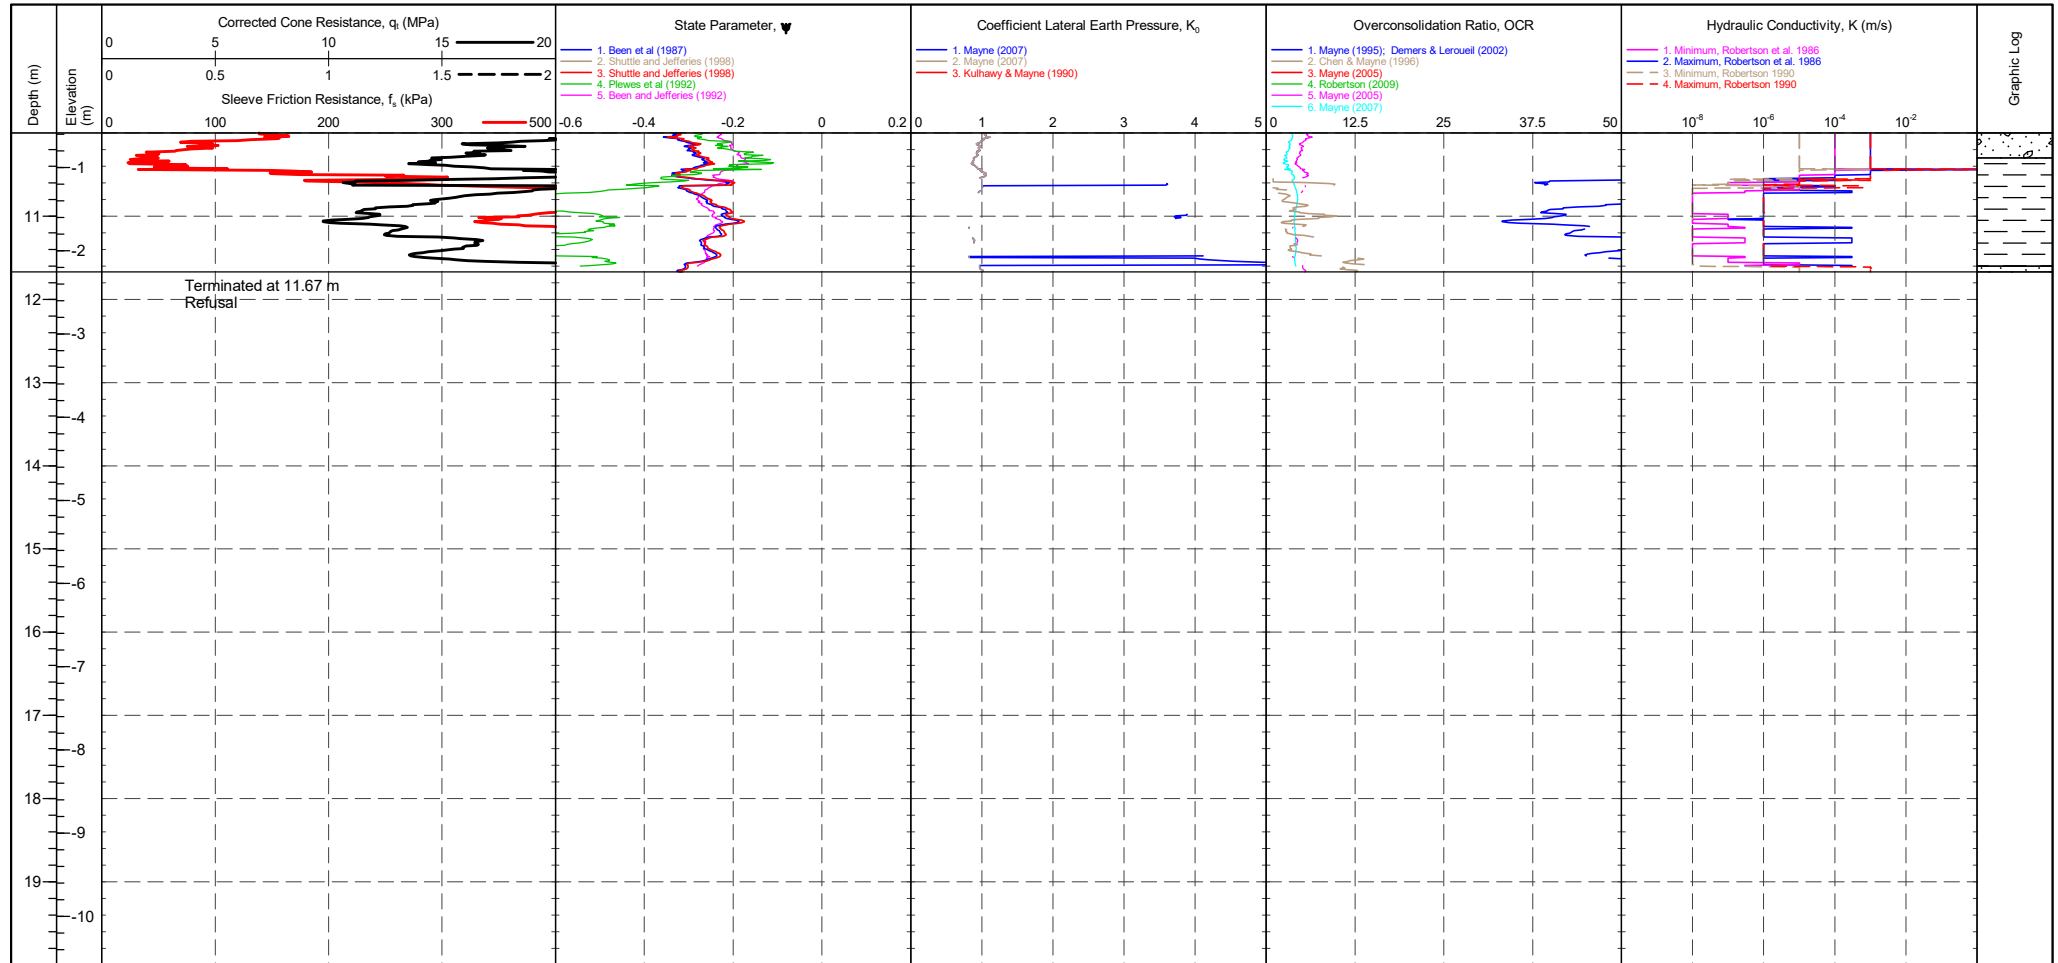 Depth (m)
Elevation (m)
Corrected Cone Resistance, qt (MPa)
0 5 10 15 20
0 0.5 1 1.5 2
Sleeve Friction Resistance, fs (kPa)
0 100 200 300 500
State Parameter, ψ
1. Been et al (1987)
2. Shuttle and Jefferies (1998)
3. Shuttle and Jefferies (1998)
4. Plewes et al (1992)
5. Been and Jefferies (1992)
-0.6 -0.4 -0.2 0 0.2
Coefficient Lateral Earth Pressure, K0
1. Mayne (2007)
2. Mayne (2007)
3. Kulhawy & Mayne (1990)
0 1 2 3 4 5
Overconsolidation Ratio, OCR
1. Mayne (1995); Demers & Leroueil (2002)
2. Chen & Mayne (1996)
3. Mayne (2005)
4. Robertson (2009)
5. Mayne (2005)
6. Mayne (2007)
0 12.5 25 37.5 50
Hydraulic Conductivity, K (m/s)
1. Minimum, Robertson et al. 1986
2. Maximum, Robertson et al. 1986
3. Minimum, Robertson 1990
4. Maximum, Robertson 1990
10-8 10-6 10-4 10-2
Graphic Log
-1
11
-2
Terminated at 11.67 m
Refusal
12
-3
13
-4
14
-5
15
-6
16
-7
17
-8
18
-9
19
-10